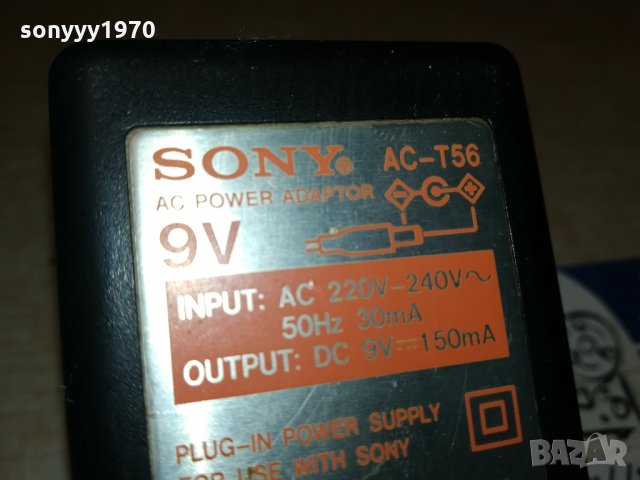 sonyyy1970
SONY® AC-T56
AC POWER ADAPTOR
9V
INPUT: AC 220V-240V~
50Hz 30mA
OUTPUT: DC 9V⎓150mA
PLUG-IN POWER SUPPLY
FOR USE WITH SONY
BAZAR